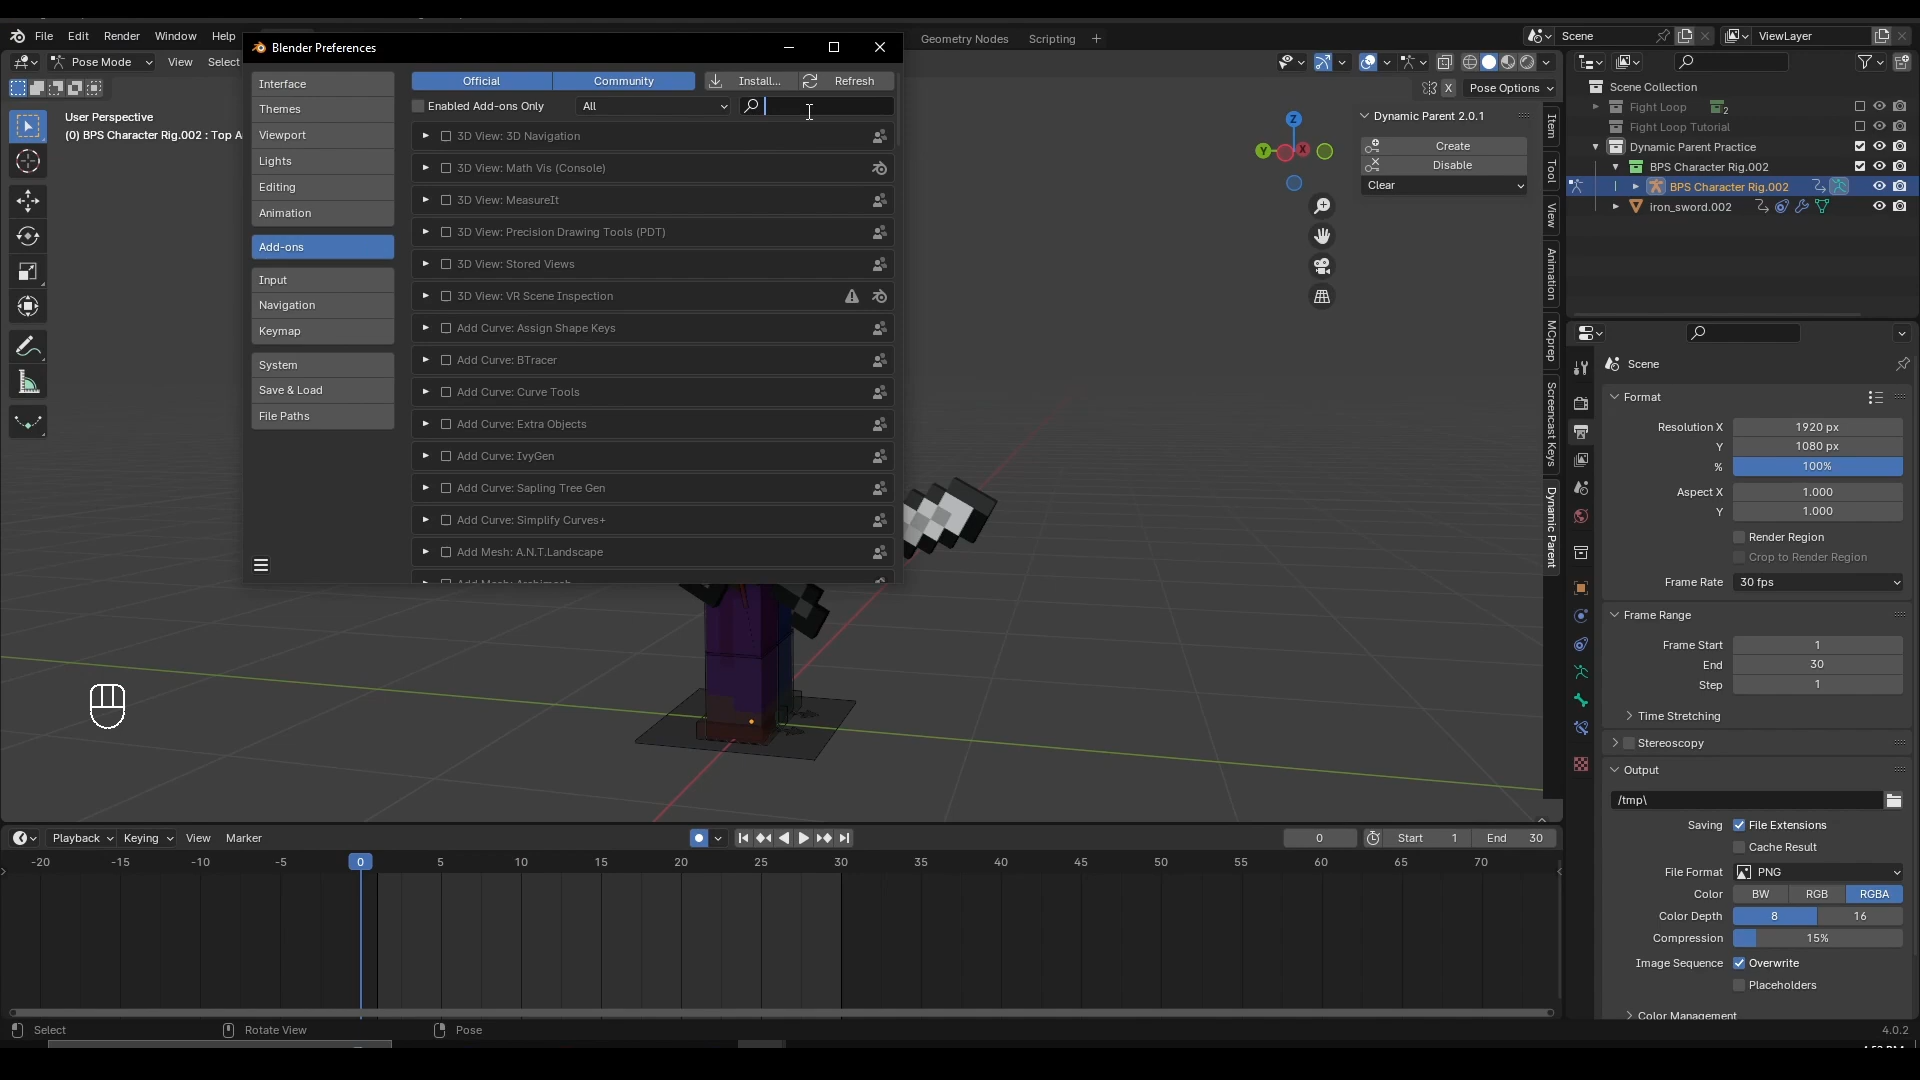 File Edit Render Window Help
Geometry Nodes Scripting +
Scene
ViewLayer
Blender Preferences
Pose Mode View Select
Pose Options
X
User Perspective
(0) BPS Character Rig.002 : Top A
Interface
Themes
Viewport
Lights
Editing
Animation
Add-ons
Input
Navigation
Keymap
System
Save & Load
File Paths
Official Community Install... Refresh
Enabled Add-ons Only All
3D View: 3D Navigation
3D View: Math Vis (Console)
3D View: MeasureIt
3D View: Precision Drawing Tools (PDT)
3D View: Stored Views
3D View: VR Scene Inspection
Add Curve: Assign Shape Keys
Add Curve: BTracer
Add Curve: Curve Tools
Add Curve: Extra Objects
Add Curve: IvyGen
Add Curve: Sapling Tree Gen
Add Curve: Simplify Curves+
Add Mesh: A.N.T.Landscape
Add Mesh: Archimesh
Z
Y X
Dynamic Parent 2.0.1
Create
Disable
Clear
Item
Tool
View
Animation
MCprep
Screencast Keys
Dynamic Parent
Scene Collection
Fight Loop 2
Fight Loop Tutorial
Dynamic Parent Practice
BPS Character Rig.002
BPS Character Rig.002
iron_sword.002
Scene
Format
Resolution X 1920 px
Y 1080 px
% 100%
Aspect X 1.000
Y 1.000
Render Region
Crop to Render Region
Frame Rate 30 fps
Frame Range
Frame Start 1
End 30
Step 1
Time Stretching
Stereoscopy
Output
/tmp\
Saving File Extensions
Cache Result
File Format PNG
Color BW RGB RGBA
Color Depth 8 16
Compression 15%
Image Sequence Overwrite
Placeholders
Color Management
Playback Keying View Marker
0 Start 1 End 30
-20 -15 -10 -5 0 5 10 15 20 25 30 35 40 45 50 55 60 65 70
Select Rotate View Pose
4.0.2